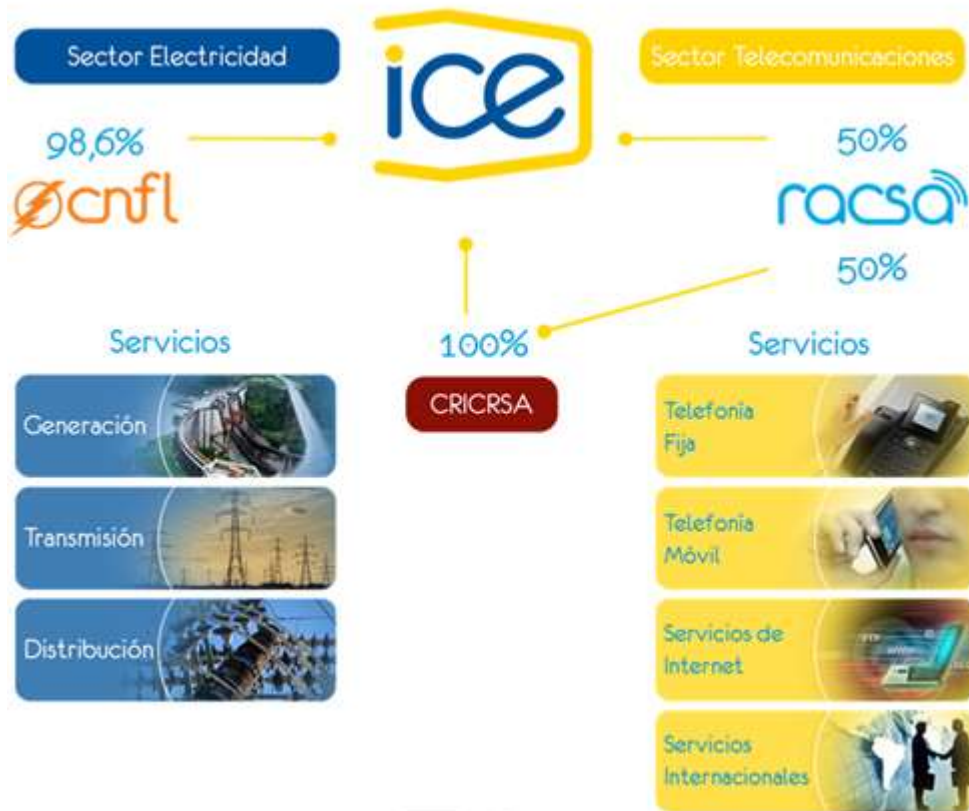 Sector Electricidad
ice
Sector Telecomunicaciones
98,6%
cnfl
50%
racsa
50%
100%
CRICRSA
Servicios
Generación
Transmisión
Distribución
Servicios
Telefonía
Fija
Telefonía
Móvil
Servicios de
Internet
Servicios
Internacionales